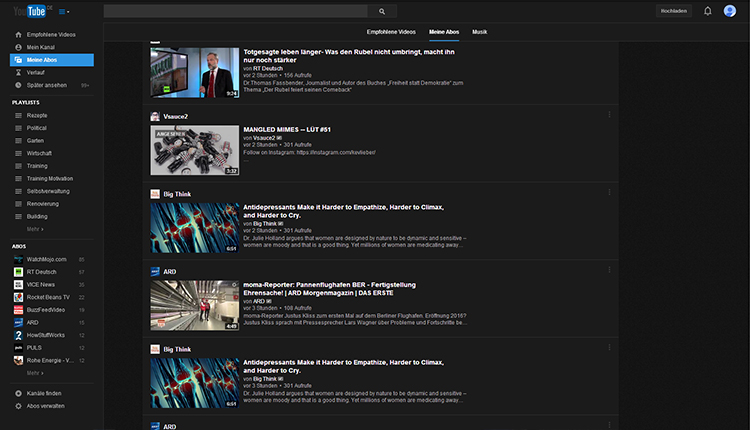 YouTube DE
Hochladen
Empfohlene Videos
Mein Kanal
Meine Abos
Verlauf
Später ansehen 99+
PLAYLISTS
Rezepte
Political
Garten
Wirtschaft
Training
Training Motivation
Selbstverwaltung
Renovierung
Building
Mehr
ABOS
WatchMojo.com 85
RT Deutsch 57
VICE News 35
Rocket Beans TV 22
BuzzFeedVideo 22
ARD 15
HowStuffWorks 12
PULS 12
Rohe Energie - V... 12
Mehr
Kanäle finden
Abos verwalten
Empfohlene Videos Meine Abos Musik
Totgesagte leben länger- Was den Rubel nicht umbringt, macht ihn
nur noch stärker
von RT Deutsch
vor 2 Stunden • 156 Aufrufe
Dr.Thomas Fassbender, Journalist und Autor des Buches „Freiheit statt Demokratie" zum
Thema „Der Rubel feiert seinen Comeback"
9:24
Vsauce2
ANGESEHEN
MANGLED MIMES -- LÜT #51
von Vsauce2
vor 2 Stunden • 301 Aufrufe
Follow on Instagram: https://instagram.com/kevlieber/
...
3:32
Big Think
Antidepressants Make it Harder to Empathize, Harder to Climax,
and Harder to Cry.
von Big Think
vor 2 Stunden • 301 Aufrufe
Dr. Julie Holland argues that women are designed by nature to be dynamic and sensitive –
women are moody and that is a good thing. Yet millions of women are medicating away…
6:51
ARD
moma-Reporter: Pannenflughafen BER - Fertigstellung
Ehrensache! | ARD Morgenmagazin | DAS ERSTE
von ARD
vor 3 Stunden • 108 Aufrufe
moma-Reporter Justus Kliss zum ersten Mal auf dem Berliner Flughafen. Eröffnung 2016?
Justus Kliss sprach mit Pressesprecher Lars Wagner über Probleme und Fortschritte be…
4:49
Big Think
Antidepressants Make it Harder to Empathize, Harder to Climax,
and Harder to Cry.
von Big Think
vor 3 Stunden • 301 Aufrufe
Dr. Julie Holland argues that women are designed by nature to be dynamic and sensitive –
women are moody and that is a good thing. Yet millions of women are medicating away…
6:51
ARD